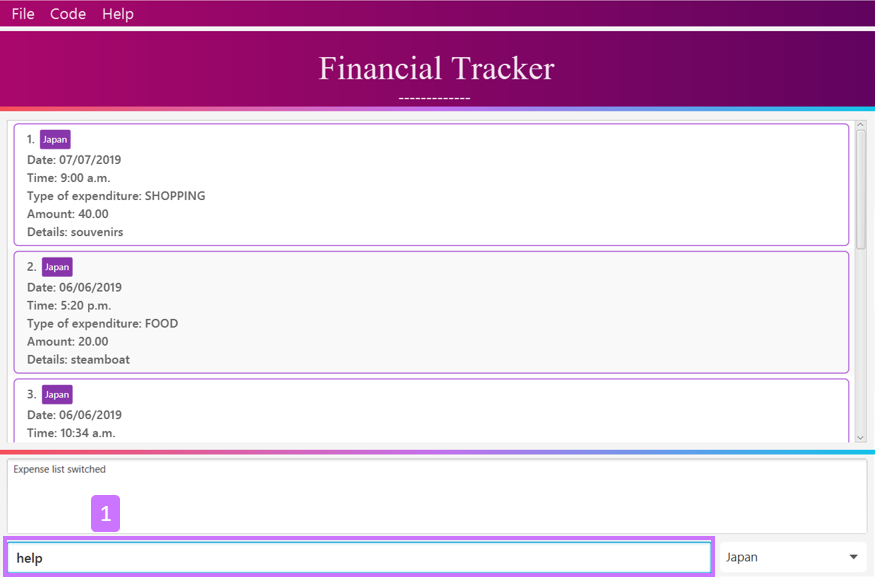 File Code Help
Financial Tracker
-------------
1. Japan
Date: 07/07/2019
Time: 9:00 a.m.
Type of expenditure: SHOPPING
Amount: 40.00
Details: souvenirs
2. Japan
Date: 06/06/2019
Time: 5:20 p.m.
Type of expenditure: FOOD
Amount: 20.00
Details: steamboat
3. Japan
Date: 06/06/2019
Time: 10:34 a.m.
Expense list switched
1
help
Japan